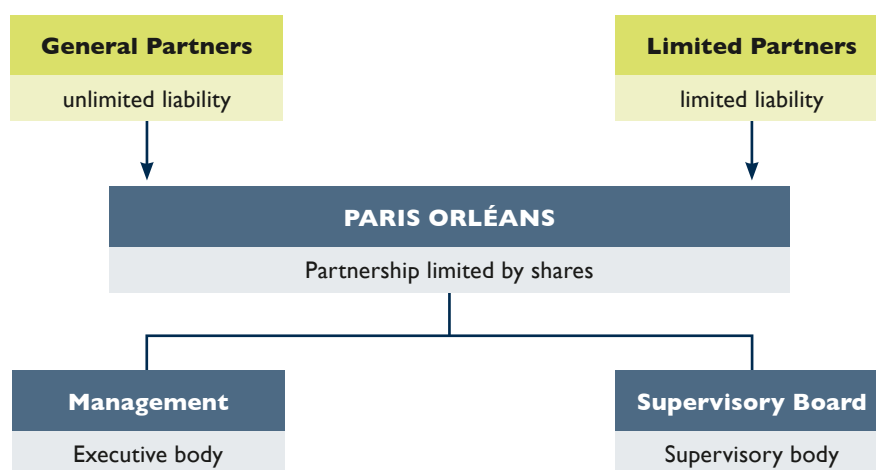 General Partners
unlimited liability
Limited Partners
limited liability
PARIS ORLÉANS
Partnership limited by shares
Management
Executive body
Supervisory Board
Supervisory body